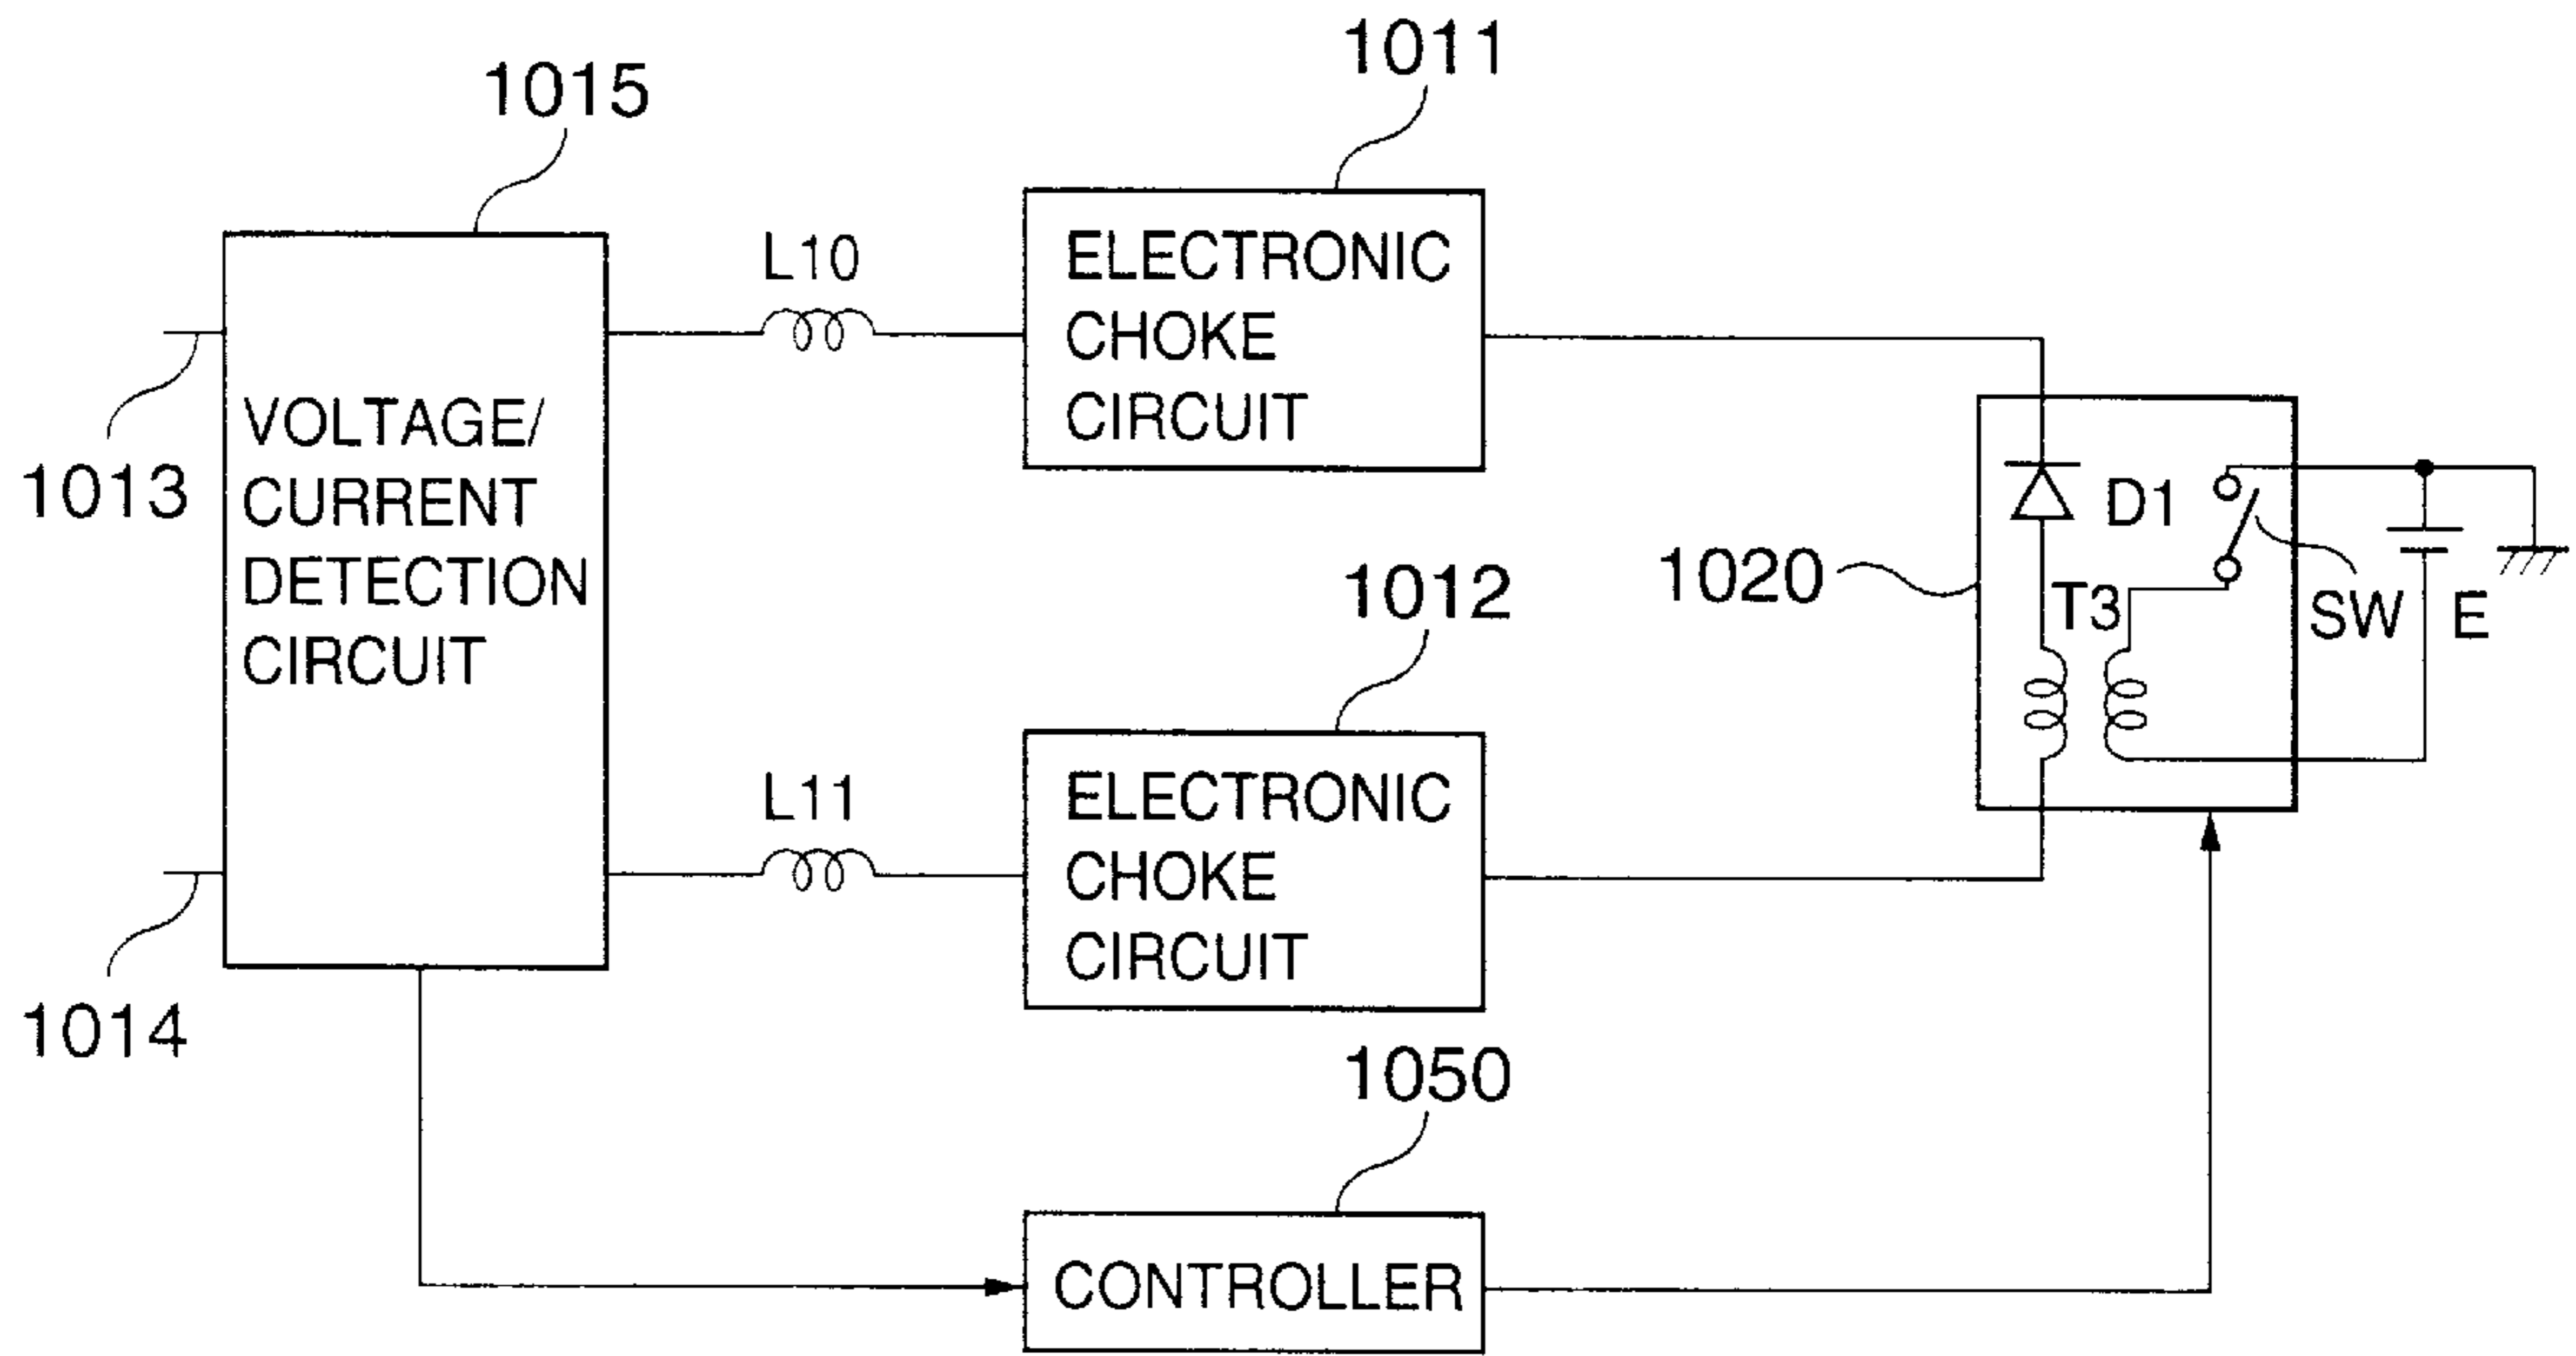 1011
1015
L10
ELECTRONIC
CHOKE
CIRCUIT
1013
VOLTAGE/
CURRENT
DETECTION
CIRCUIT
D1
1020
T3
SW
E
1012
L11
ELECTRONIC
CHOKE
CIRCUIT
1014
1050
CONTROLLER